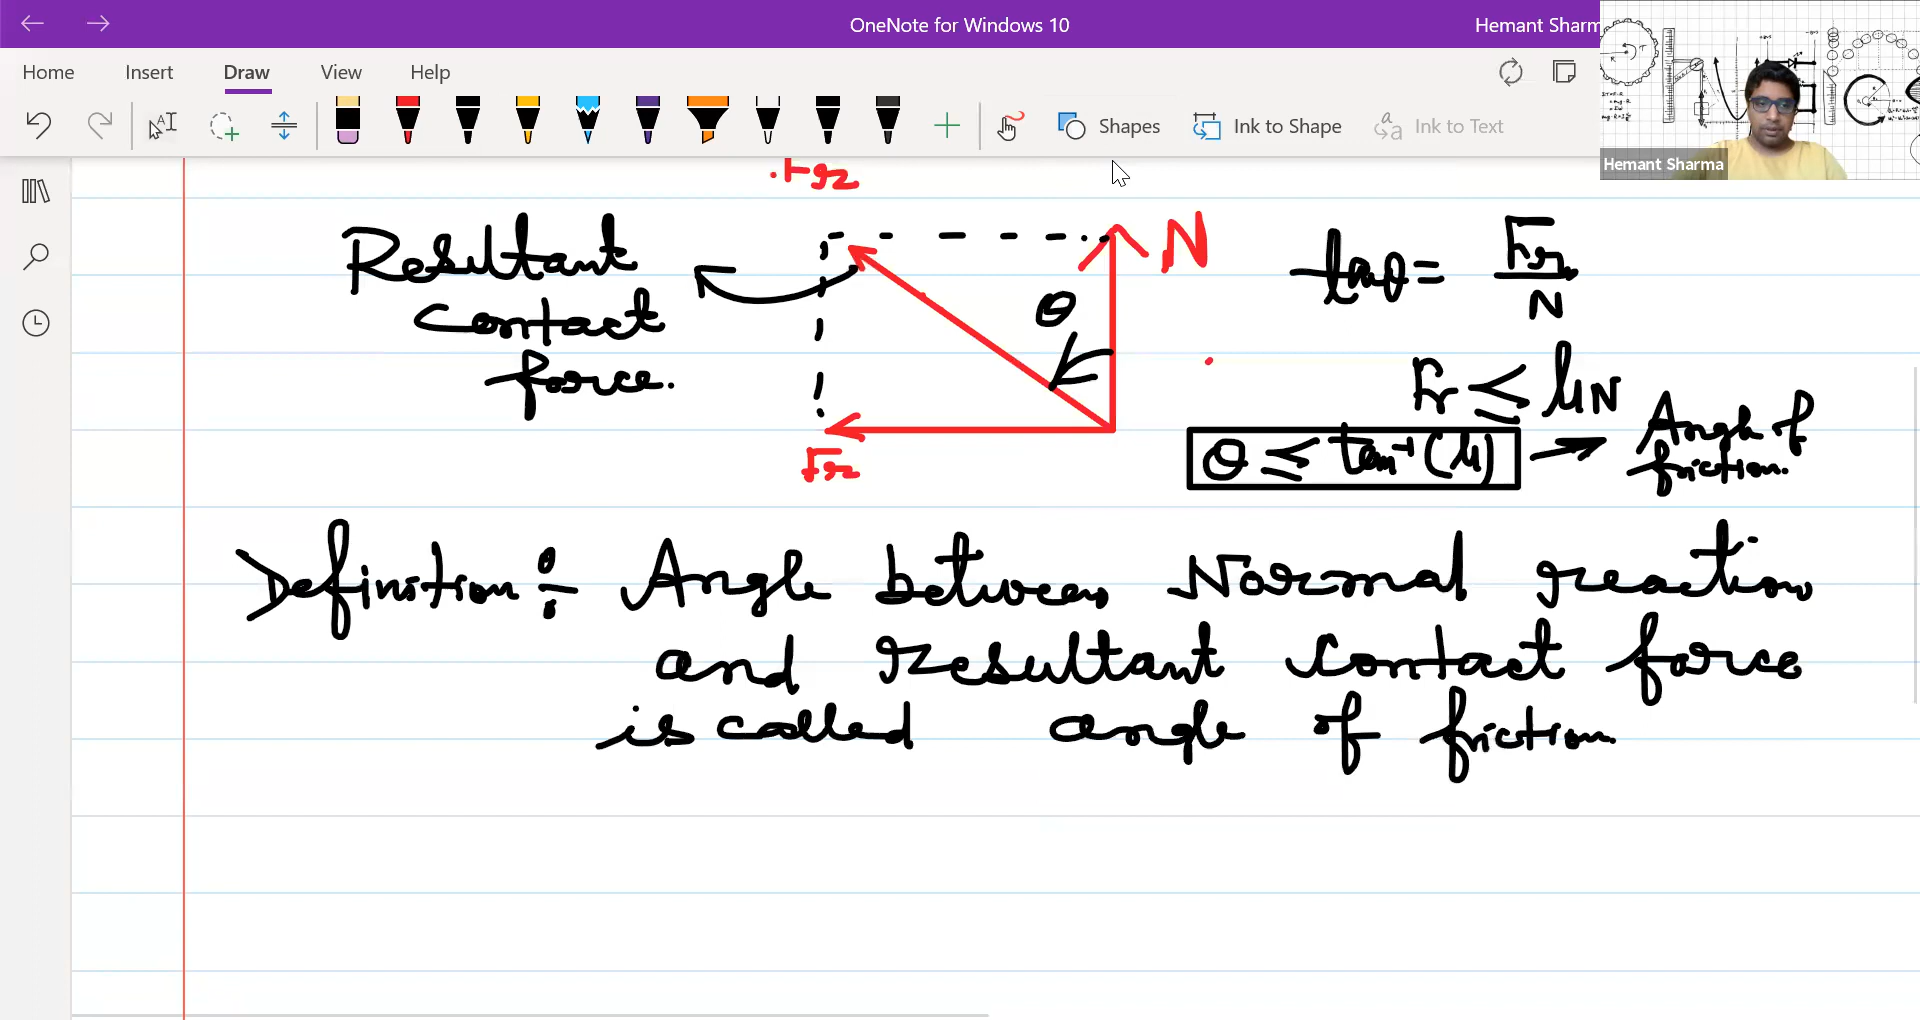 OneNote for Windows 10
Hemant Sharm
Home Insert Draw View Help
Shapes Ink to Shape Ink to Text
Hemant Sharma
Fr
Resultant
contact
force.
N
θ
Fr
tanθ = Fr/N
Fr ≤ μN
θ ≤ tan⁻¹(μ) → Angle of
friction.
Definition: Angle between Normal reaction
and resultant contact force
is called angle of friction.